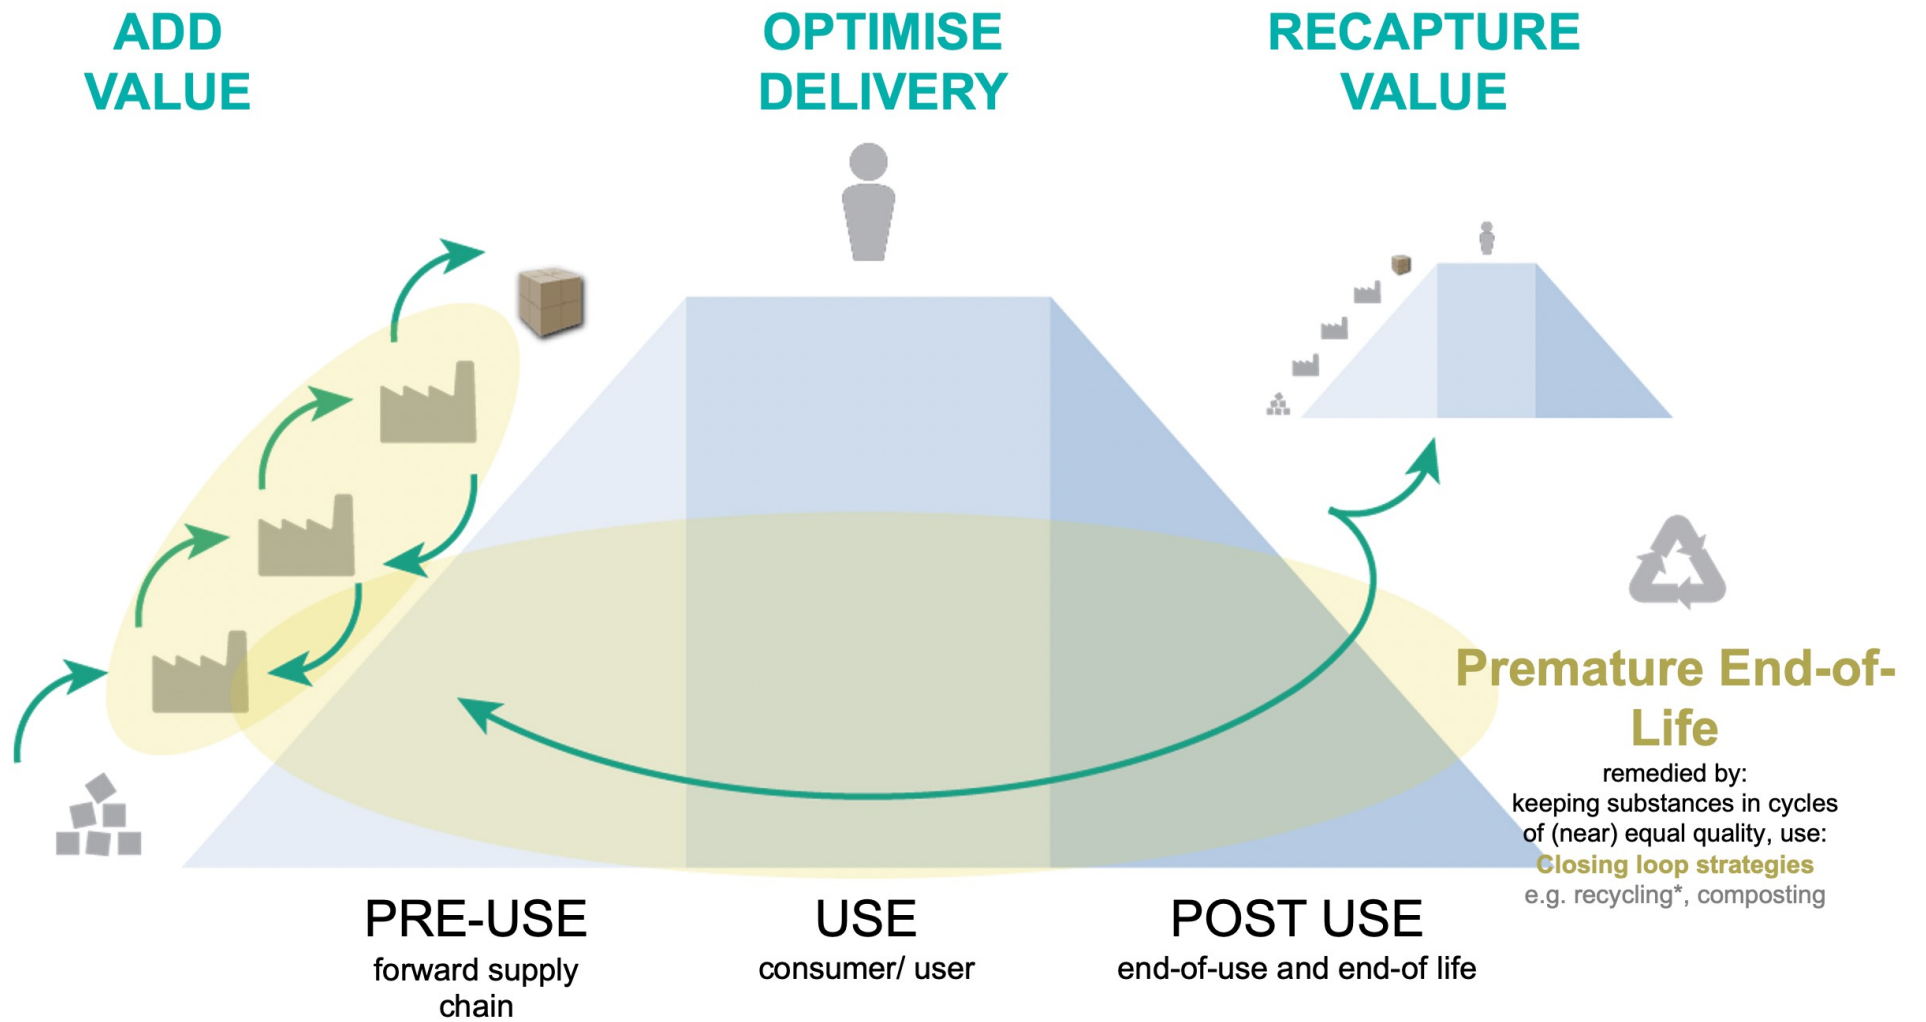 ADD
VALUE
OPTIMISE
DELIVERY
RECAPTURE
VALUE
Premature End-of-
Life
remedied by:
keeping substances in cycles
of (near) equal quality, use:
Closing loop strategies
e.g. recycling*, composting
PRE-USE
forward supply
chain
USE
consumer/ user
POST USE
end-of-use and end-of life